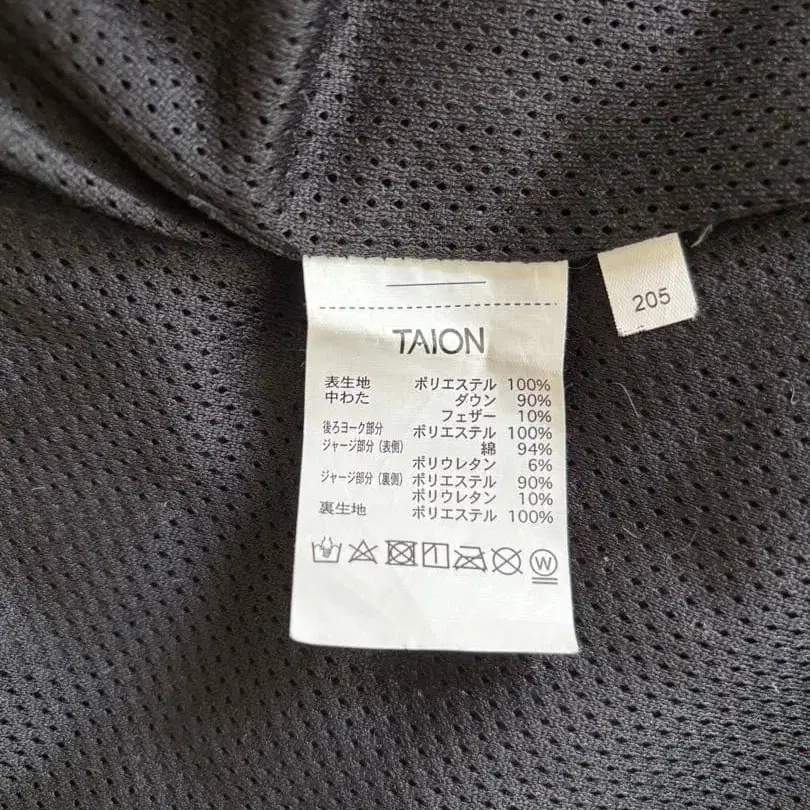 TAION
表生地 ポリエステル 100%
中わた ダウン 90%
フェザー 10%
後ろヨーク部分 ポリエステル 100%
ジャージ部分(表側) 綿 94%
ポリウレタン 6%
ジャージ部分(裏側) ポリエステル 90%
ポリウレタン 10%
裏生地 ポリエステル 100%
W
205